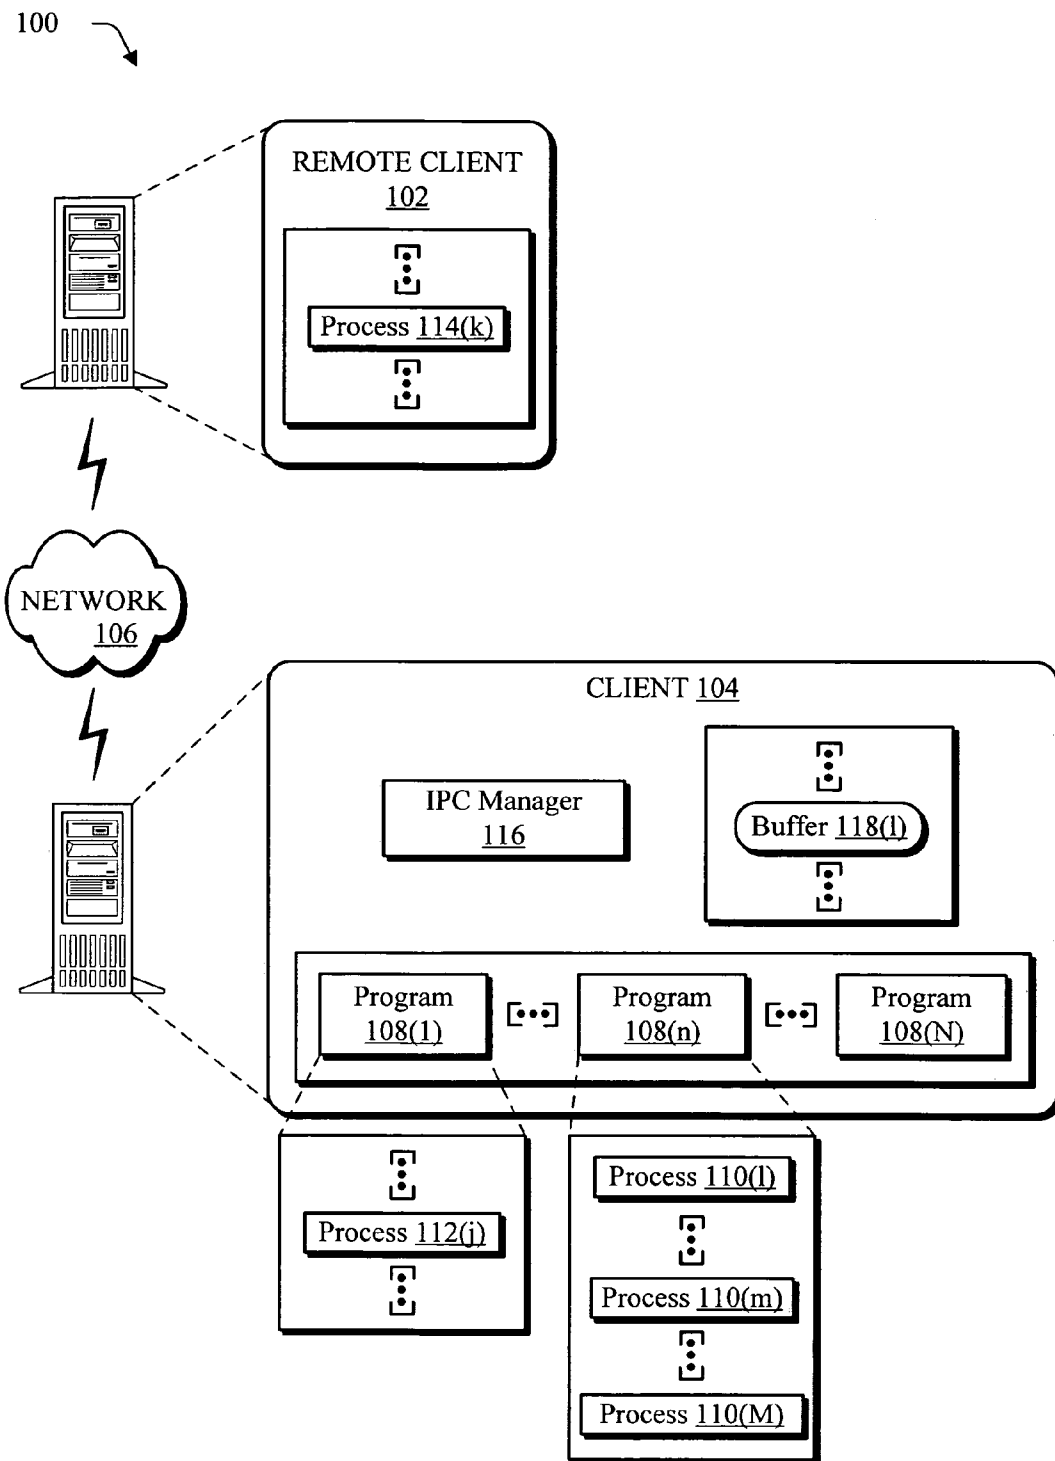 100
REMOTE CLIENT
102
Process 114(k)
NETWORK
106
CLIENT 104
IPC Manager
116
Buffer 118(l)
Program
108(1)
Program
108(n)
Program
108(N)
Process 112(j)
Process 110(l)
Process 110(m)
Process 110(M)